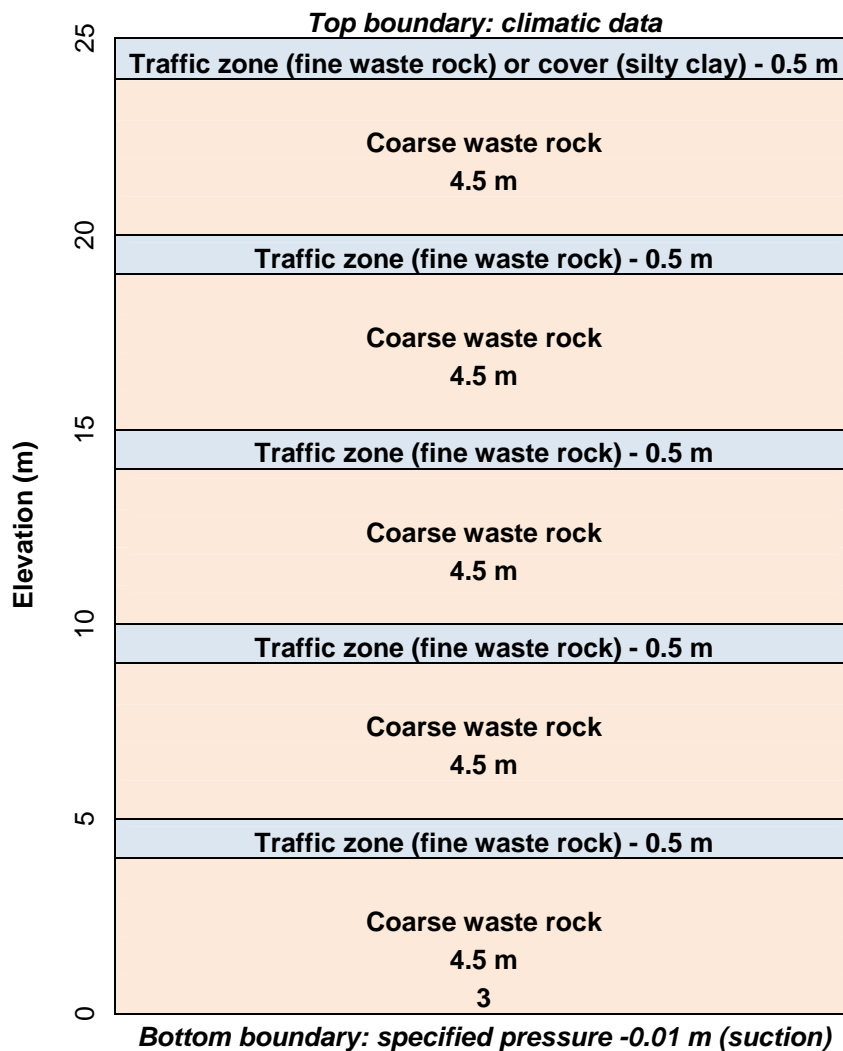 Top boundary: climatic data
25
Traffic zone (fine waste rock) or cover (silty clay) - 0.5 m
Coarse waste rock
4.5 m
20
Traffic zone (fine waste rock) - 0.5 m
Coarse waste rock
4.5 m
15
Traffic zone (fine waste rock) - 0.5 m
Elevation (m)
Coarse waste rock
4.5 m
10
Traffic zone (fine waste rock) - 0.5 m
Coarse waste rock
4.5 m
5
Traffic zone (fine waste rock) - 0.5 m
Coarse waste rock
4.5 m
3
0
Bottom boundary: specified pressure -0.01 m (suction)